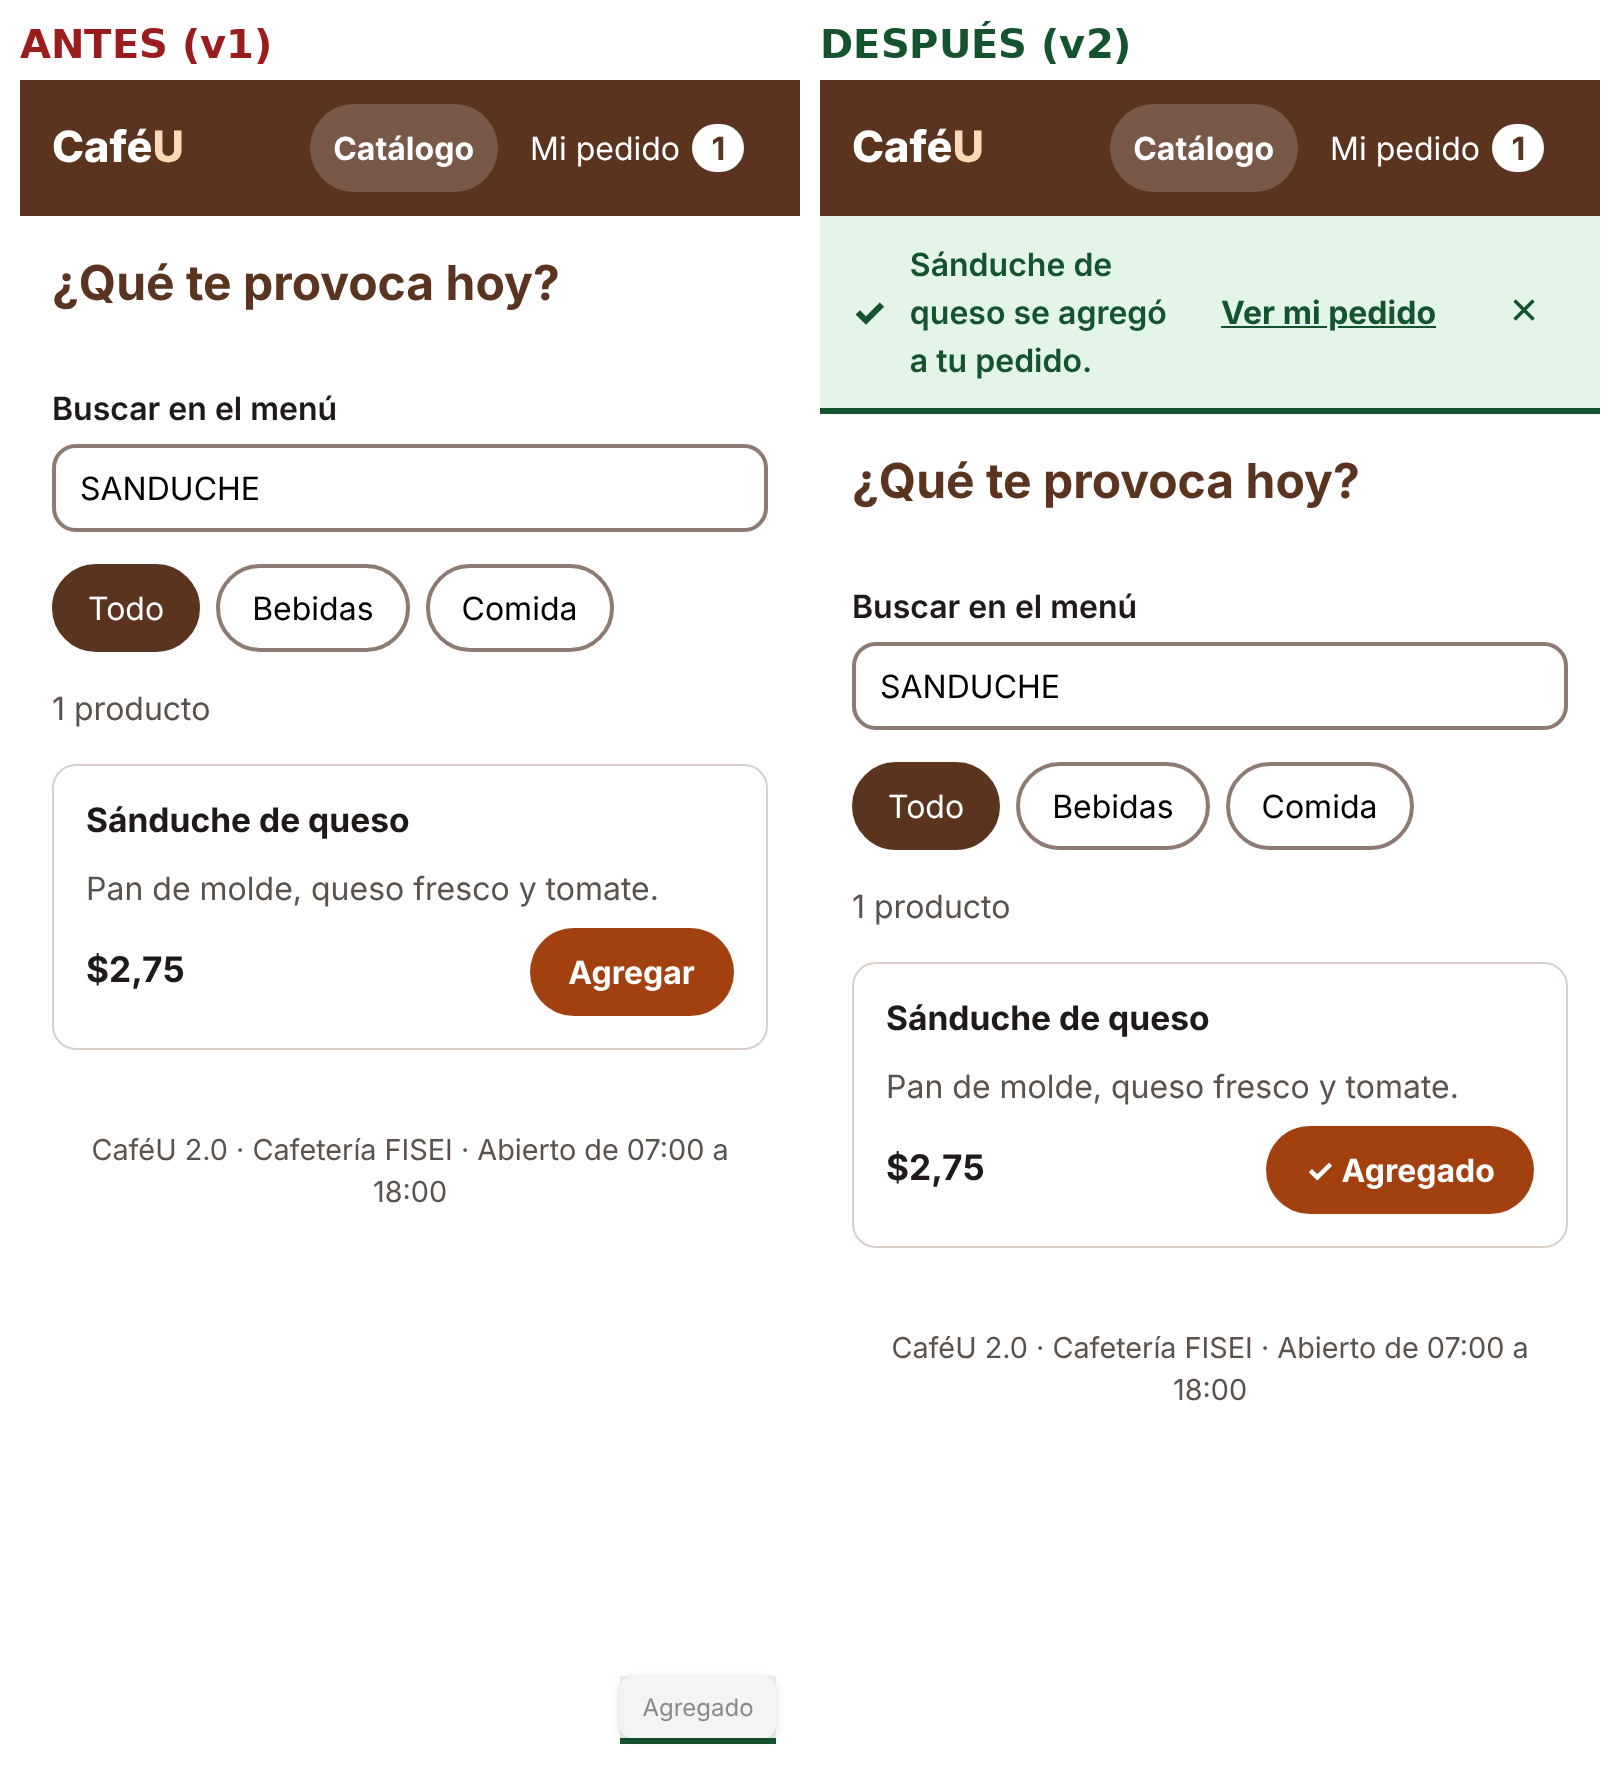 ANTES (v1)
CaféU
Catálogo
Mi pedido 1
¿Qué te provoca hoy?
Buscar en el menú
SANDUCHE
Todo
Bebidas
Comida
1 producto
Sánduche de queso
Pan de molde, queso fresco y tomate.
$2,75
Agregar
CaféU 2.0 · Cafetería FISEI · Abierto de 07:00 a
18:00
Agregado
DESPUÉS (v2)
CaféU
Catálogo
Mi pedido 1
✓
Sánduche de
queso se agregó
a tu pedido.
Ver mi pedido
✕
¿Qué te provoca hoy?
Buscar en el menú
SANDUCHE
Todo
Bebidas
Comida
1 producto
Sánduche de queso
Pan de molde, queso fresco y tomate.
$2,75
✓ Agregado
CaféU 2.0 · Cafetería FISEI · Abierto de 07:00 a
18:00